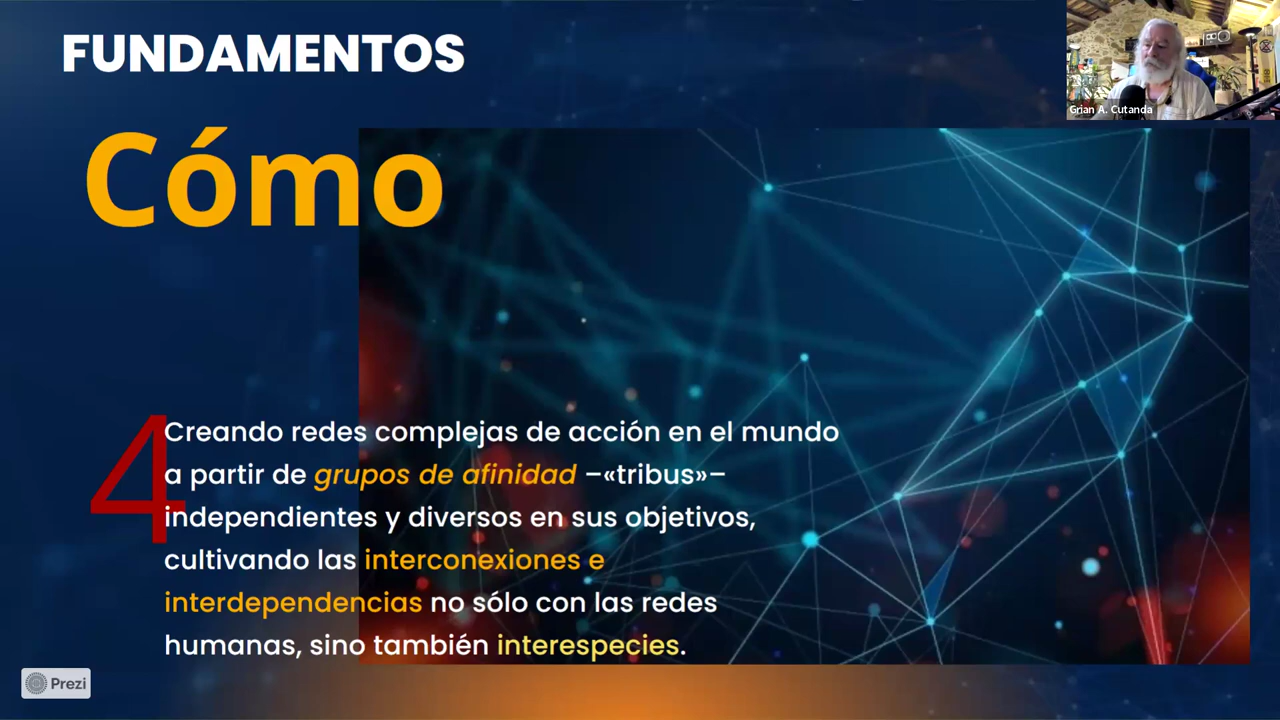 FUNDAMENTOS
Grian A. Cutanda
Cómo
4
Creando redes complejas de acción en el mundo
a partir de grupos de afinidad –«tribus»–
independientes y diversos en sus objetivos,
cultivando las interconexiones e
interdependencias no sólo con las redes
humanas, sino también interespecies.
Prezi